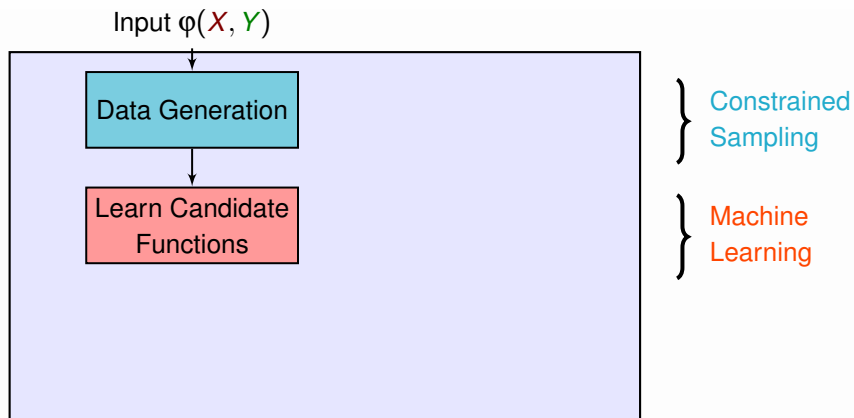 Input φ(X, Y)
Data Generation
Constrained
Sampling
Learn Candidate
Functions
Machine
Learning